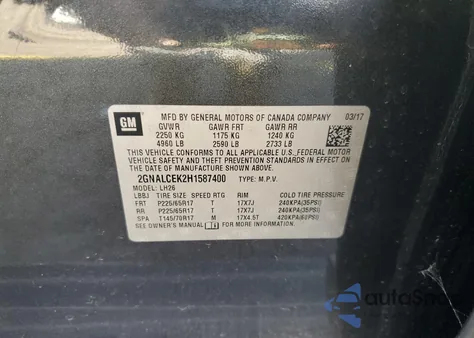 GM
MFD BY GENERAL MOTORS OF CANADA COMPANY 03/17
GVWR GAWR FRT GAWR RR
2250 KG 1175 KG 1240 KG
4960 LB 2590 LB 2733 LB
THIS VEHICLE CONFORMS TO ALL APPLICABLE U.S. FEDERAL MOTOR
VEHICLE SAFETY, BUMPER, AND THEFT PREVENTION STANDARDS IN
EFFECT ON THE DATE OF MANUFACTURE SHOWN ABOVE.
2GNALCEK2H1587400 TYPE: M.P.V.
MODEL: LH26
LBBJ TIRE SIZE SPEED RTG RIM COLD TIRE PRESSURE
FRT P225/65R17 T 17X7J 240KPA(35PSI)
RR P225/65R17 T 17X7J 240KPA(35PSI)
SPA T145/70R17 M 17X4.5T 420KPA(60PSI)
SEE OWNER'S MANUAL FOR MORE INFORMATION